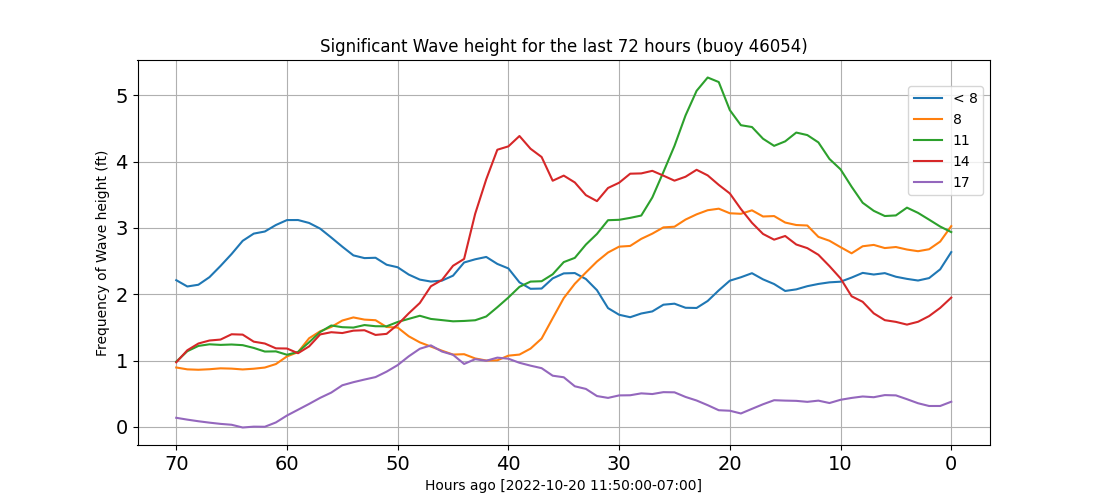 Significant Wave height for the last 72 hours (buoy 46054)
Frequency of Wave height (ft)
5
4
3
2
1
0
< 8
8
11
14
17
70 60 50 40 30 20 10 0
Hours ago [2022-10-20 11:50:00-07:00]